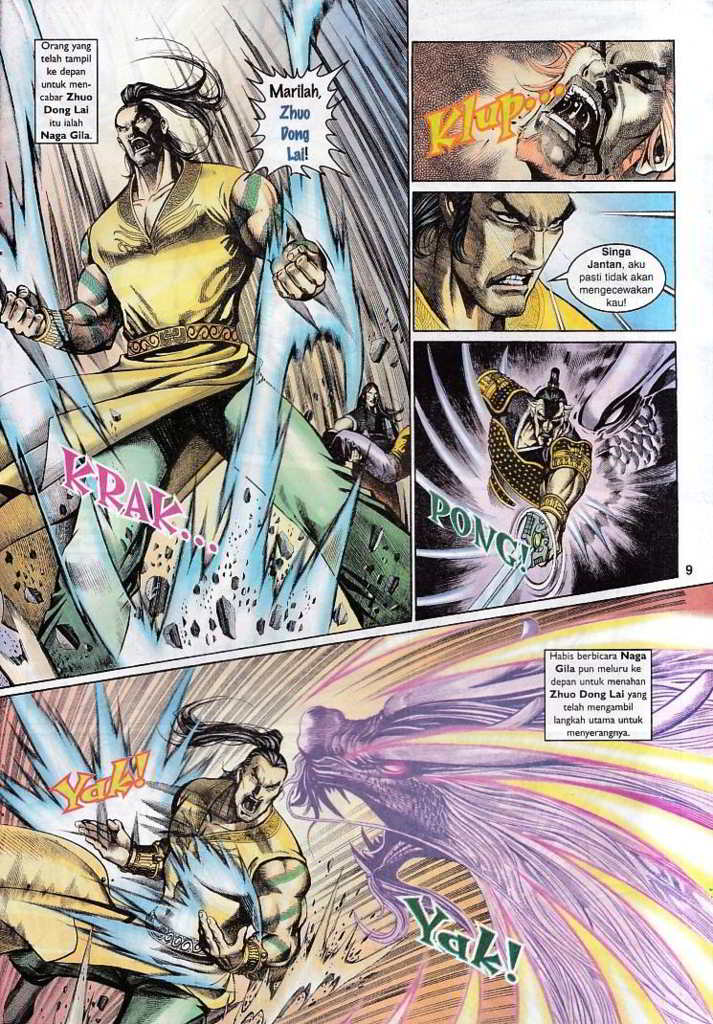 Orang yang
telah tampil
ke depan
untuk men-
cabar Zhuo
Dong Lai
itu ialah
Naga Gila.
Marilah,
Zhuo
Dong
Lai!
KRAK...
Klup...
Singa
Jantan, aku
pasti tidak akan
mengecewakan
kau!
PONG!
9
Habis berbicara Naga
Gila pun meluru ke
depan untuk menahan
Zhuo Dong Lai yang
telah mengambil
langkah utama untuk
menyerangnya.
Yak!
Yak!